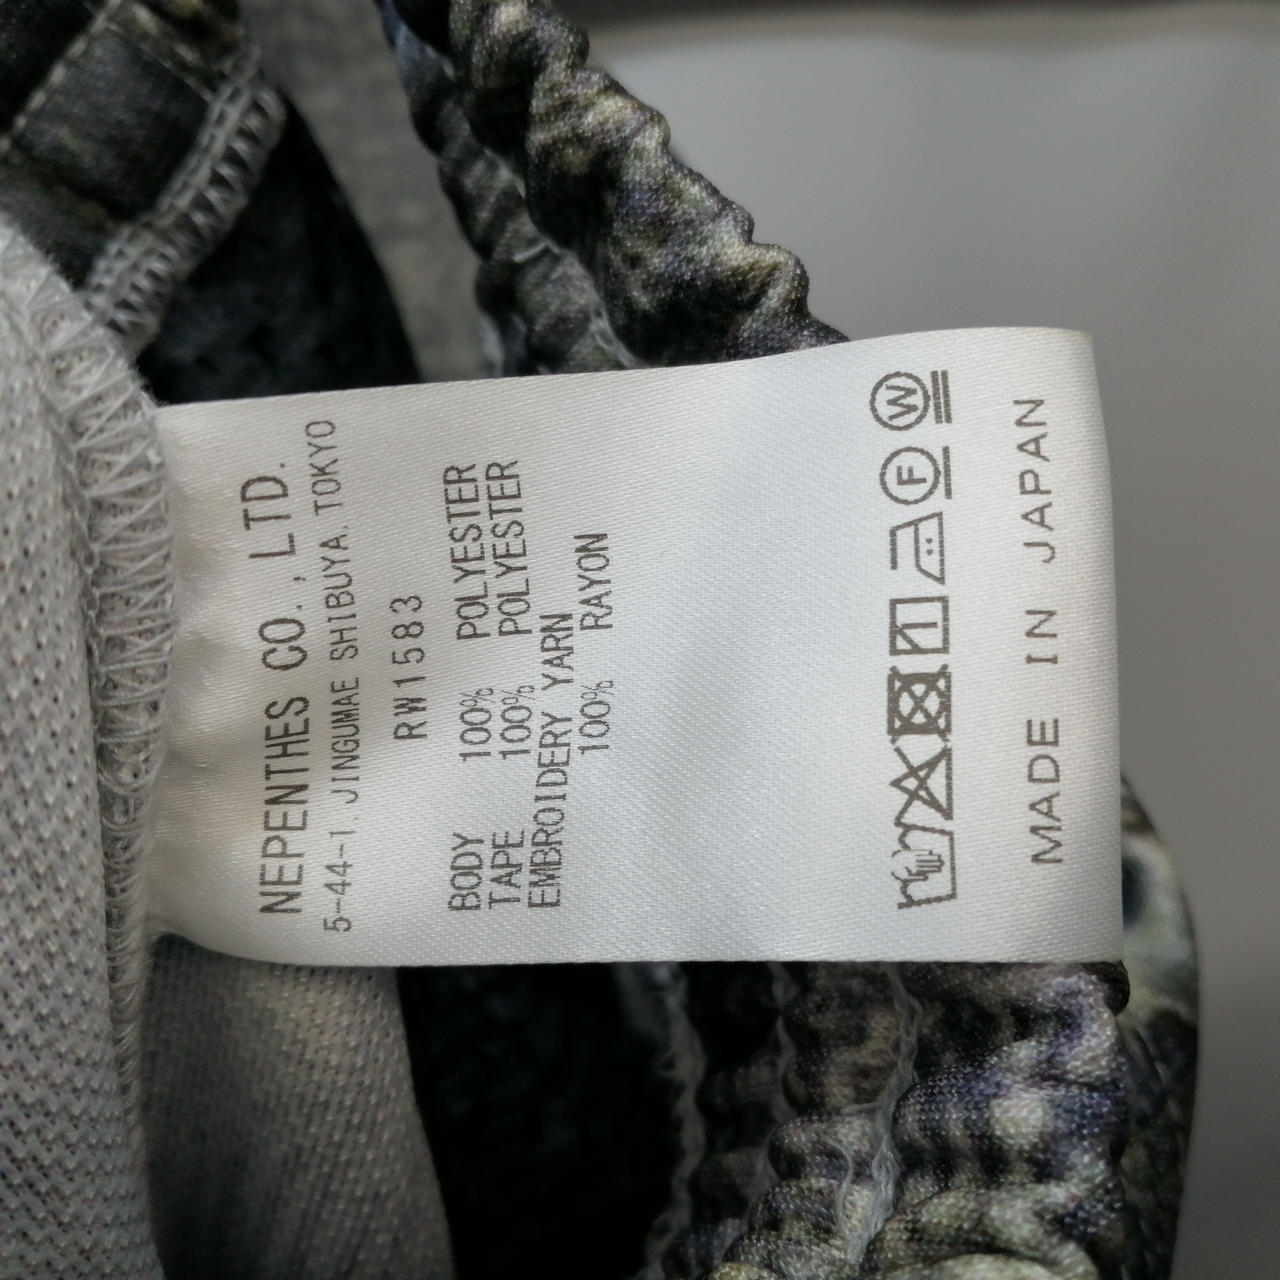 NEPENTHES CO., LTD.
5-44-1. JINGUMAE SHIBUYA. TOKYO
RW1583
BODY 100% POLYESTER
TAPE 100% POLYESTER
EMBROIDERY YARN
100% RAYON
F W
MADE IN JAPAN